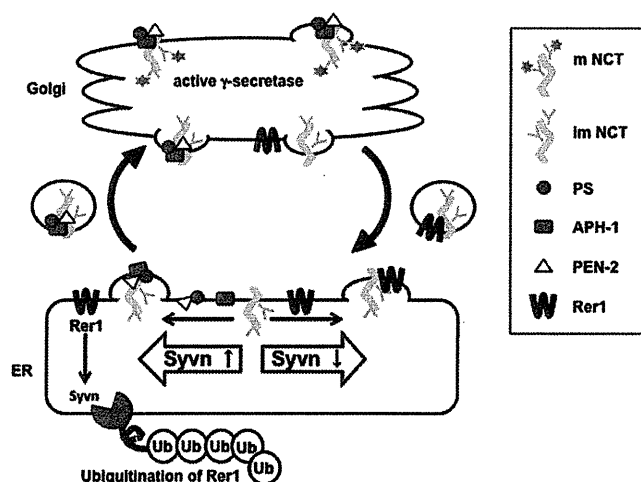 Golgi
active γ-secretase
m NCT
im NCT
PS
APH-1
PEN-2
Rer1
Rer1
ER
Syvn ↑
Syvn ↓
Syvn
Ub
Ub
Ub
Ub
Ub
Ubiquitination of Rer1